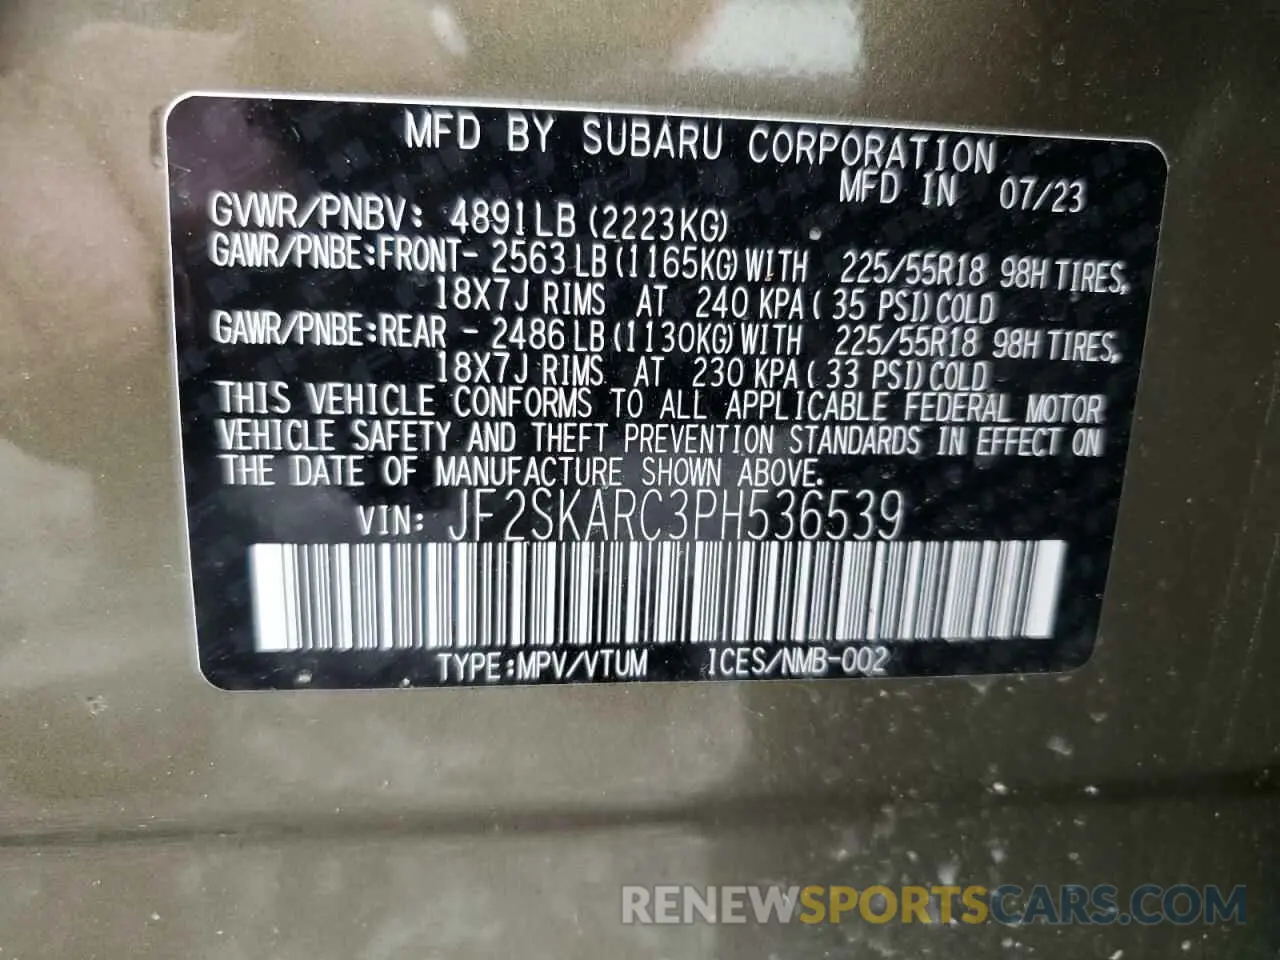 MFD BY SUBARU CORPORATION
MFD IN 07/23
GVWR/PNBV: 4891LB (2223KG)
GAWR/PNBE:FRONT- 2563 LB (1165KG) WITH 225/55R18 98H TIRES,
18X7J RIMS AT 240 KPA ( 35 PSI) COLD
GAWR/PNBE:REAR - 2486 LB (1130KG) WITH 225/55R18 98H TIRES,
18X7J RIMS AT 230 KPA ( 33 PSI) COLD
THIS VEHICLE CONFORMS TO ALL APPLICABLE FEDERAL MOTOR
VEHICLE SAFETY AND THEFT PREVENTION STANDARDS IN EFFECT ON
THE DATE OF MANUFACTURE SHOWN ABOVE.
VIN: JF2SKARC3PH536539
TYPE:MPV/VTUM ICES/NMB-002
RENEWSPORTSCARS.COM